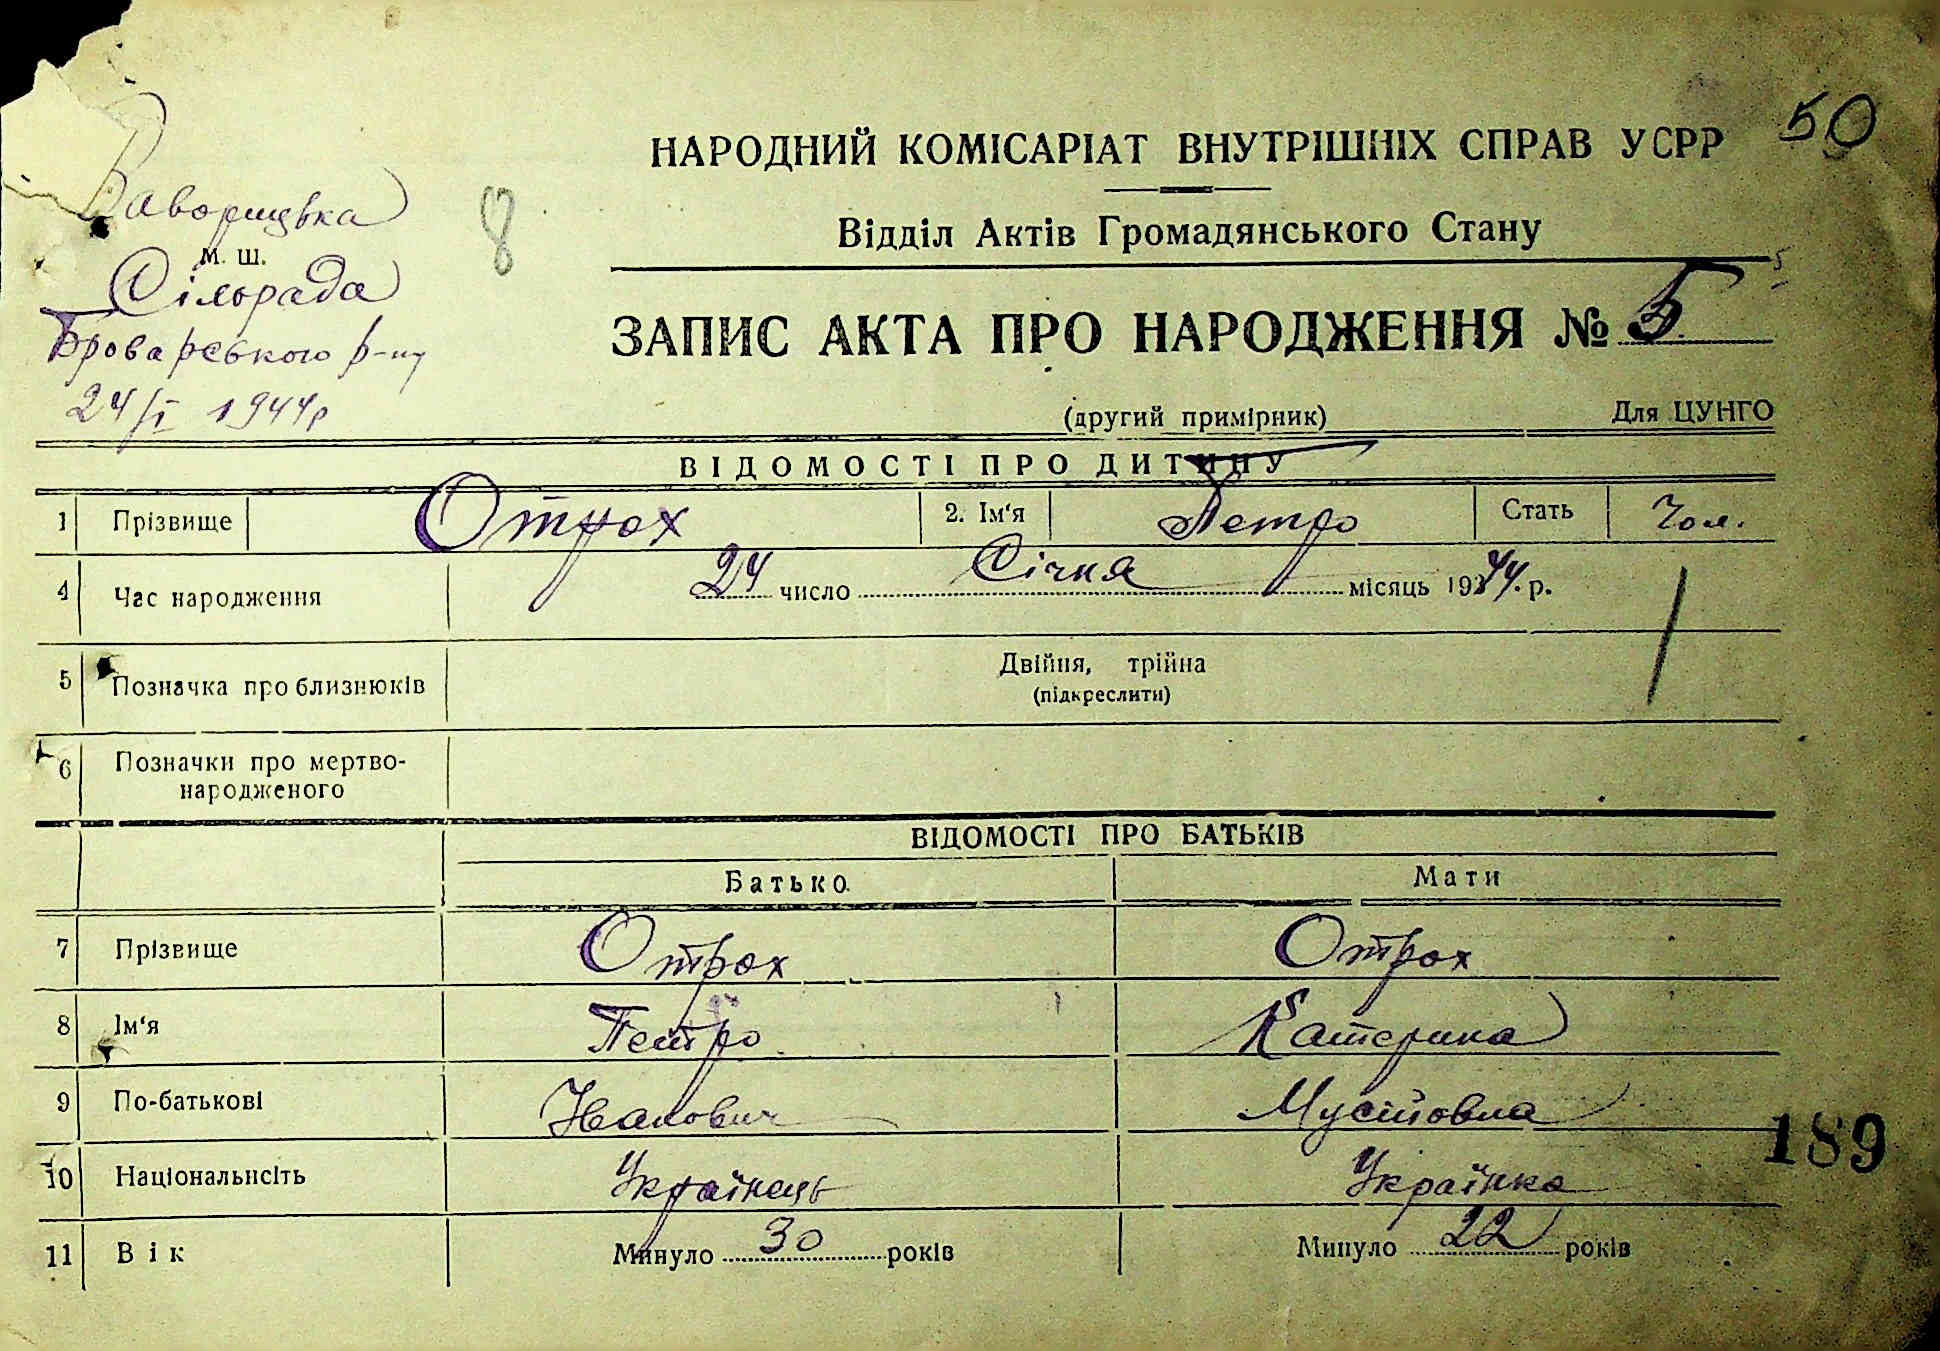 50
НАРОДНИЙ КОМІСАРІАТ ВНУТРІШНІХ СПРАВ УСРР
Заворицька
8
м. ш.
Відділ Актів Громадянського Стану
Сільрада
Броварського р-ну
ЗАПИС АКТА ПРО НАРОДЖЕННЯ № 5
24/I 1944р
(другий примірник) Для ЦУНГО
ВІДОМОСТІ ПРО ДИТИНУ
1 Прізвище Отрох 2. Ім'я Петро Стать Чол.
4 Час народження 24 число Січня місяць 1944 р.
5 Позначка про близнюків Двійня, трійна
(підкреслити)
6 Позначки про мертво-
народженого
ВІДОМОСТІ ПРО БАТЬКІВ
Батько Мати
7 Прізвище Отрох Отрох
8 Ім'я Петро Катерина
9 По-батькові Іванович Мусіївна
189
10 Національнсіть Українець Українка
11 Вік Минуло 30 років Минуло 22 років